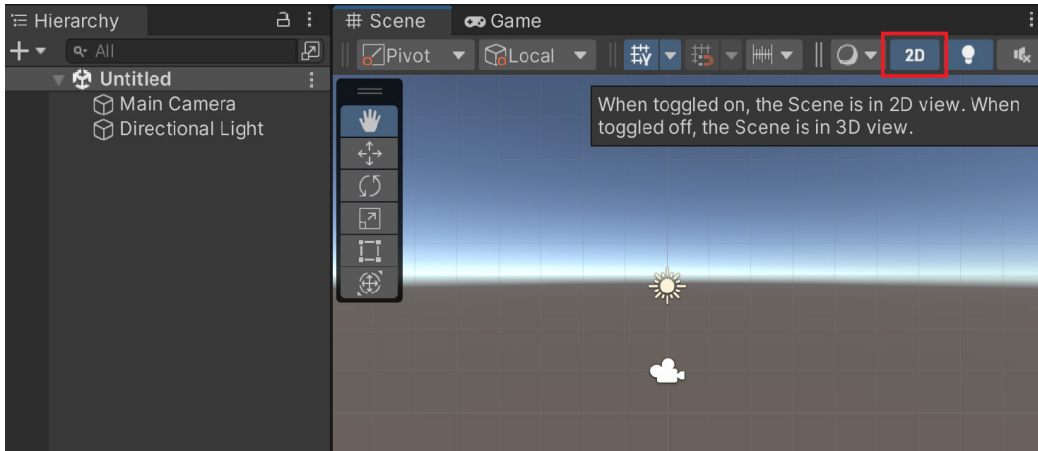 Hierarchy
Scene
Game
All
Pivot
Local
2D
Untitled
Main Camera
Directional Light
When toggled on, the Scene is in 2D view. When
toggled off, the Scene is in 3D view.